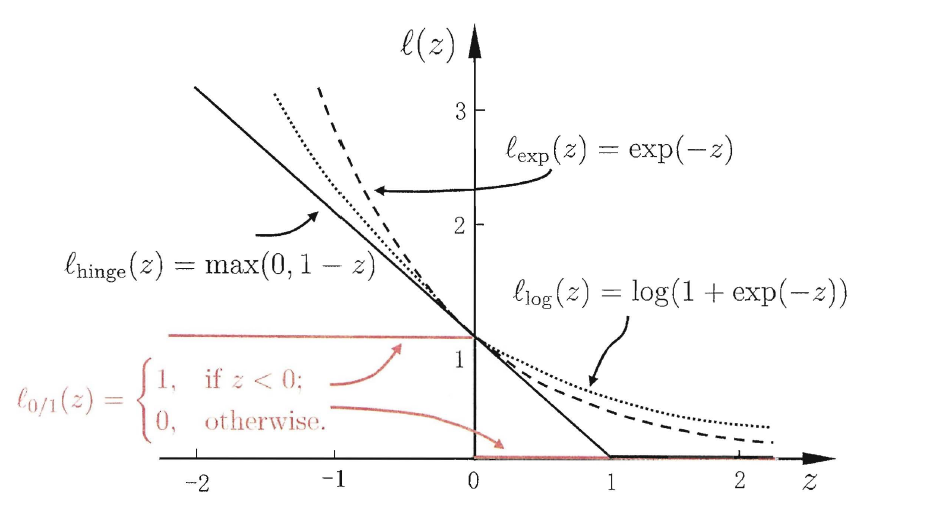 ℓ(z)
3
ℓ_exp(z) = exp(−z)
2
ℓ_hinge(z) = max(0, 1 − z)
ℓ_log(z) = log(1 + exp(−z))
1
ℓ_0/1(z) = { 1, if z < 0;
0, otherwise.
−2 −1 0 1 2 z